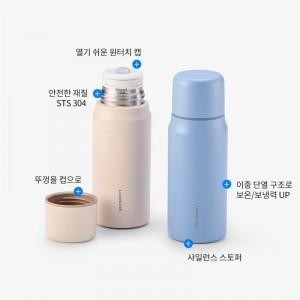 열기 쉬운 원터치 캡
안전한 재질
STS 304
뚜껑을 컵으로
이중 단열 구조로
보온/보냉력 UP
사일런스 스토퍼